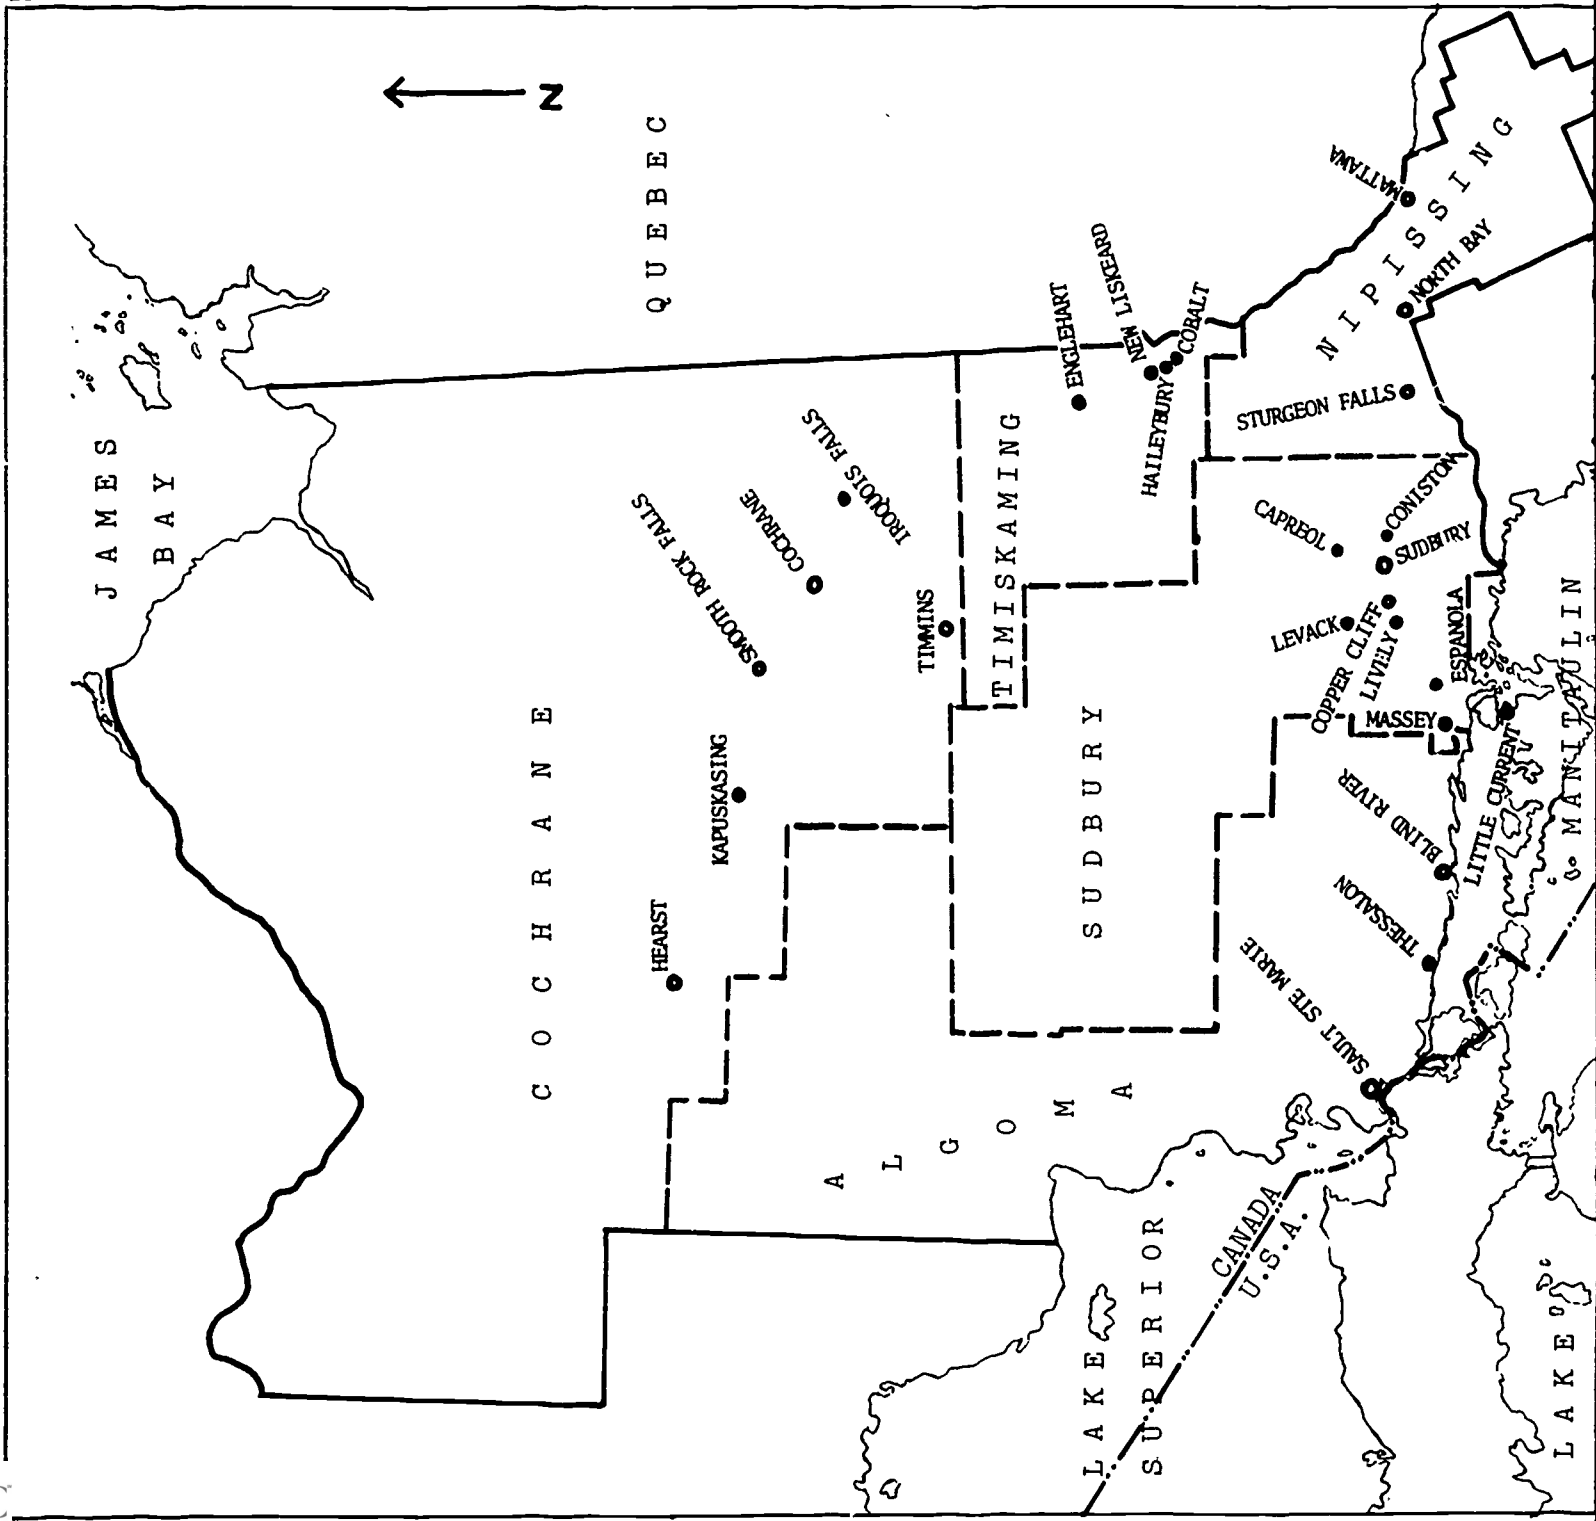 N
QUEBEC
JAMES
BAY
COCHRANE
SMOOTH ROCK FALLS
COCHRANE
IROQUOIS FALLS
TIMMINS
KAPUSKASING
HEARST
TIMISKAMING
ENGLEHART
NEW LISKEARD
HAILEYBURY
COBALT
MATTAWA
NIPISSING
NORTH BAY
STURGEON FALLS
SUDBURY
CAPREOL
CONISTON
SUDBURY
LEVACK
COPPER CLIFF
LIVELY
ESPANOLA
MASSEY
MANITAULIN
LITTLE CURRENT
BLIND RIVER
THESSALON
SAULT STE MARIE
ALGOMA
LAKE
SUPERIOR
CANADA
U.S.A.
LAKE